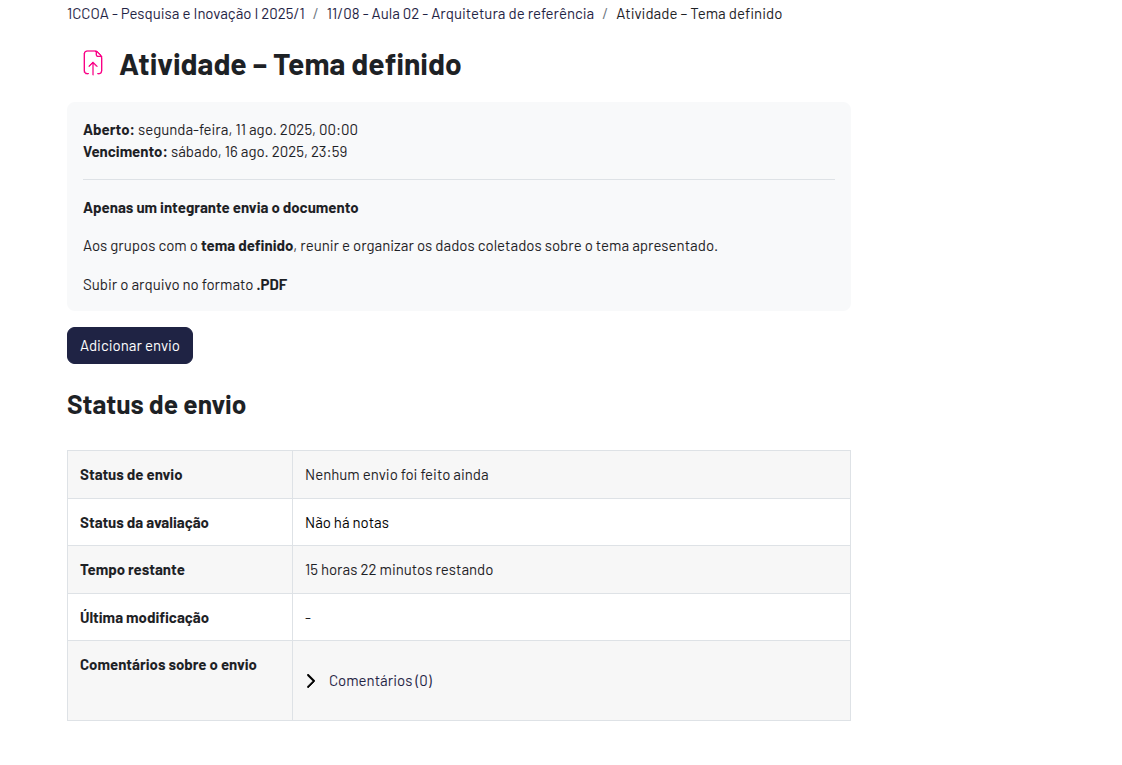 1CCOA - Pesquisa e Inovação I 2025/1 / 11/08 - Aula 02 - Arquitetura de referência / Atividade – Tema definido
Atividade – Tema definido
Aberto: segunda-feira, 11 ago. 2025, 00:00
Vencimento: sábado, 16 ago. 2025, 23:59
Apenas um integrante envia o documento
Aos grupos com o tema definido, reunir e organizar os dados coletados sobre o tema apresentado.
Subir o arquivo no formato .PDF
Adicionar envio
Status de envio
Status de envio Nenhum envio foi feito ainda
Status da avaliação Não há notas
Tempo restante 15 horas 22 minutos restando
Última modificação -
Comentários sobre o envio
Comentários (0)